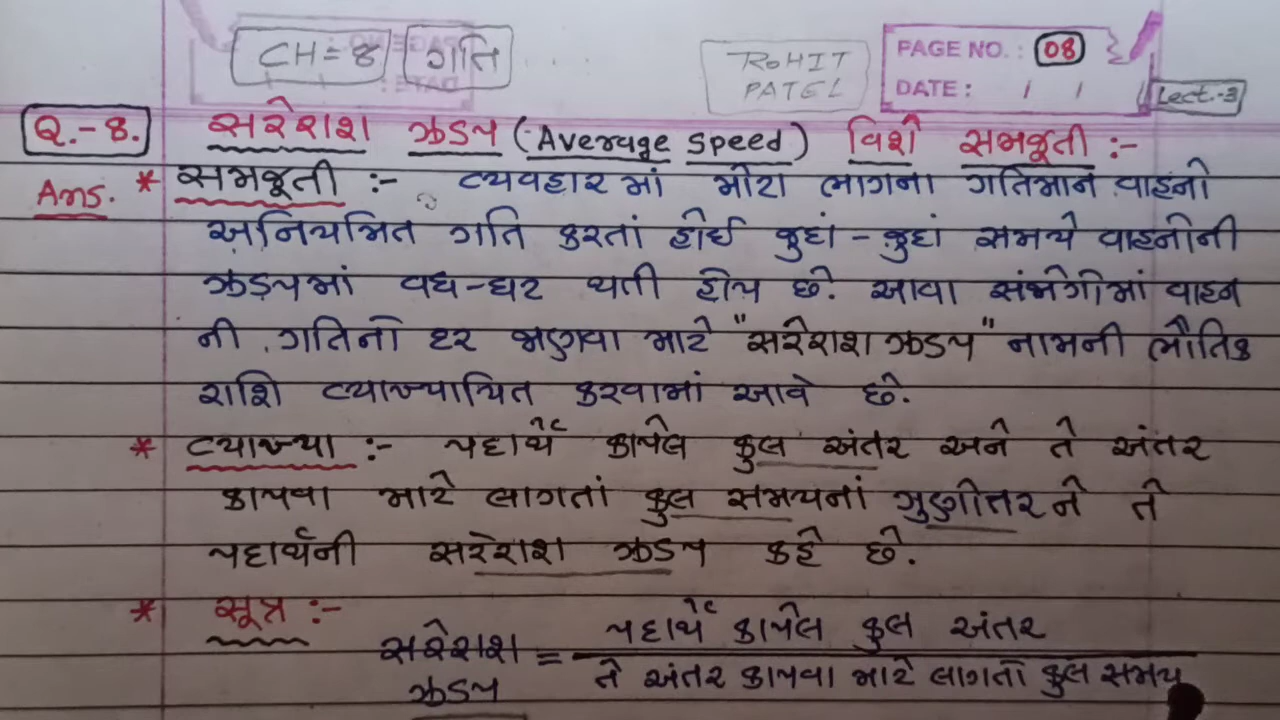 CH = 8 ગતિ
ROHIT
PATEL
PAGE NO. : 08
DATE : / /
Lect.-3
Q.-8. સરેરાશ ઝડપ (Average speed) વિશે સમજૂતી :-
Ans. * સમજૂતી :- વ્યવહારમાં મોટા ભાગના ગતિમાન વાહનો
અનિયમિત ગતિ કરતાં હોઈ જુદાં - જુદાં સમયે વાહનોની
ઝડપમાં વધ-ઘટ થતી હોય છે. આવા સંજોગોમાં વાહન
ની ગતિનો દર જાણવા માટે "સરેરાશ ઝડપ" નામની ભૌતિક
રાશિ વ્યાખ્યાયિત કરવામાં આવે છે.
* વ્યાખ્યા :- પદાર્થે કાપેલ કુલ અંતર અને તે અંતર
કાપવા માટે લાગતાં કુલ સમયનાં ગુણોત્તર ને તે
પદાર્થની સરેરાશ ઝડપ કહે છે.
* સૂત્ર :-
સરેરાશ ઝડપ = પદાર્થે કાપેલ કુલ અંતર
તે અંતર કાપવા માટે લાગતો કુલ સમય